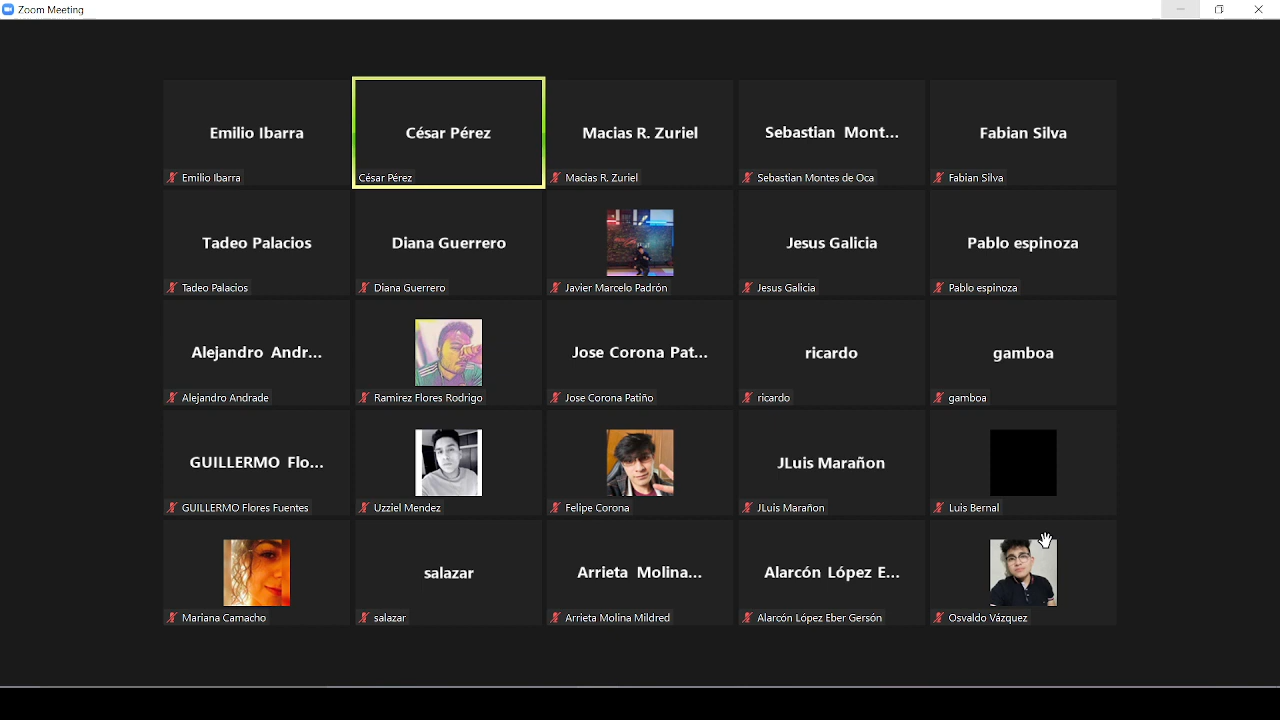 Zoom Meeting
Emilio Ibarra
César Pérez
Macias R. Zuriel
Sebastian Mont...
Fabian Silva
Emilio Ibarra
César Pérez
Macias R. Zuriel
Sebastian Montes de Oca
Fabian Silva
Tadeo Palacios
Diana Guerrero
Jesus Galicia
Pablo espinoza
Tadeo Palacios
Diana Guerrero
Javier Marcelo Padrón
Jesus Galicia
Pablo espinoza
Alejandro Andr...
Jose Corona Pat...
ricardo
gamboa
Alejandro Andrade
Ramirez Flores Rodrigo
Jose Corona Patiño
ricardo
gamboa
GUILLERMO Flo...
JLuis Marañon
GUILLERMO Flores Fuentes
Uzziel Mendez
Felipe Corona
JLuis Marañon
Luis Bernal
salazar
Arrieta Molina...
Alarcón López E...
Mariana Camacho
salazar
Arrieta Molina Mildred
Alarcón López Eber Gersón
Osvaldo Vázquez